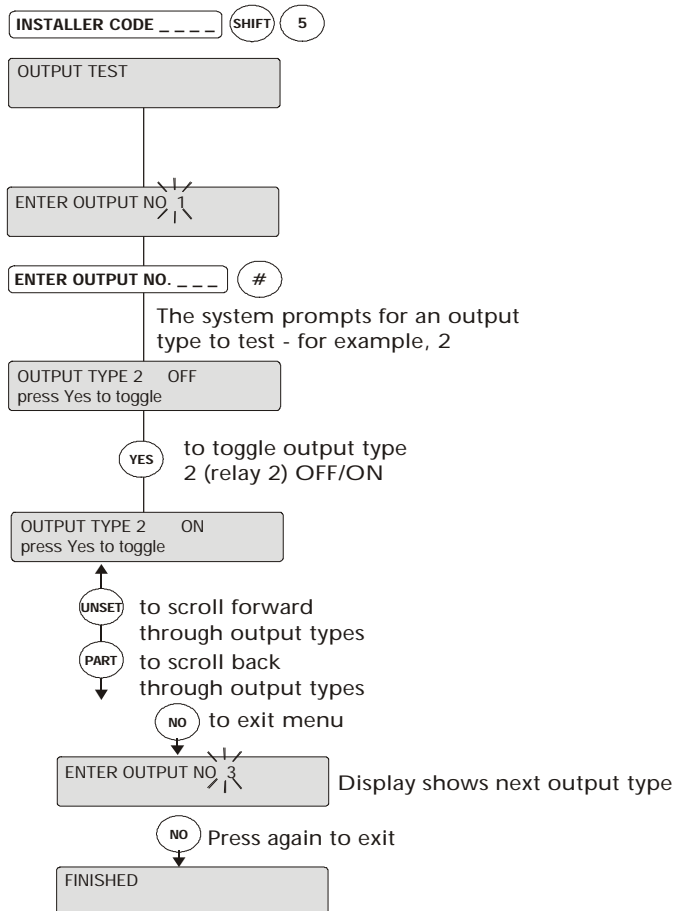 INSTALLER CODE _ _ _ _ SHIFT 5
OUTPUT TEST
ENTER OUTPUT NO 1
ENTER OUTPUT NO. _ _ _ #
The system prompts for an output
type to test - for example, 2
OUTPUT TYPE 2 OFF
press Yes to toggle
YES to toggle output type
2 (relay 2) OFF/ON
OUTPUT TYPE 2 ON
press Yes to toggle
UNSET to scroll forward
through output types
PART to scroll back
through output types
NO to exit menu
ENTER OUTPUT NO 3
Display shows next output type
NO Press again to exit
FINISHED